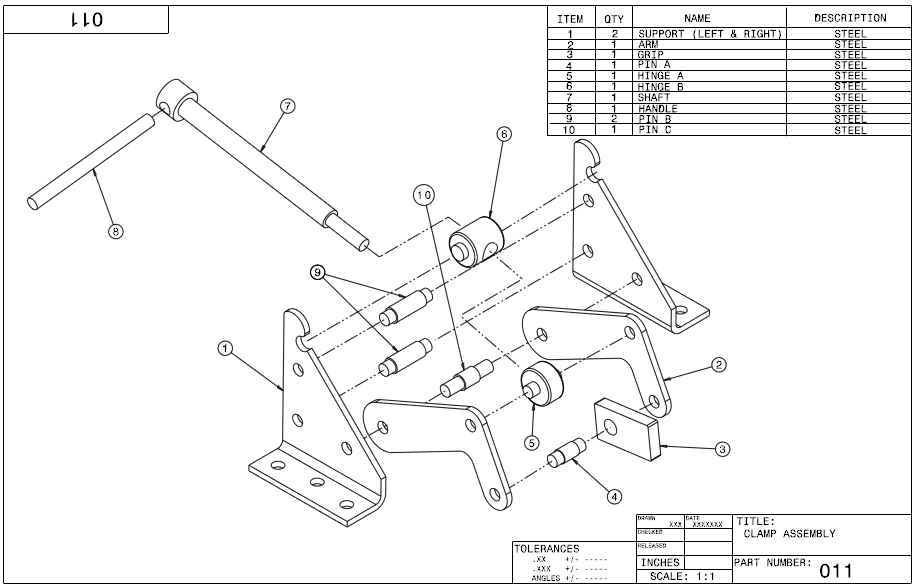 011
ITEM QTY NAME DESCRIPTION
1 2 SUPPORT (LEFT & RIGHT) STEEL
2 1 ARM STEEL
3 1 GRIP STEEL
4 1 PIN A STEEL
5 1 HINGE A STEEL
6 1 HINGE B STEEL
7 1 SHAFT STEEL
8 1 HANDLE STEEL
9 2 PIN B STEEL
10 1 PIN C STEEL
7
6
10
8
9
1
2
5
3
4
DRAWN XXX DATE XXXXXXX
CHECKED
RELEASED
INCHES
SCALE: 1:1
TITLE:
CLAMP ASSEMBLY
PART NUMBER: 011
TOLERANCES
.XX +/- -----
.XXX +/- -----
ANGLES +/- -----